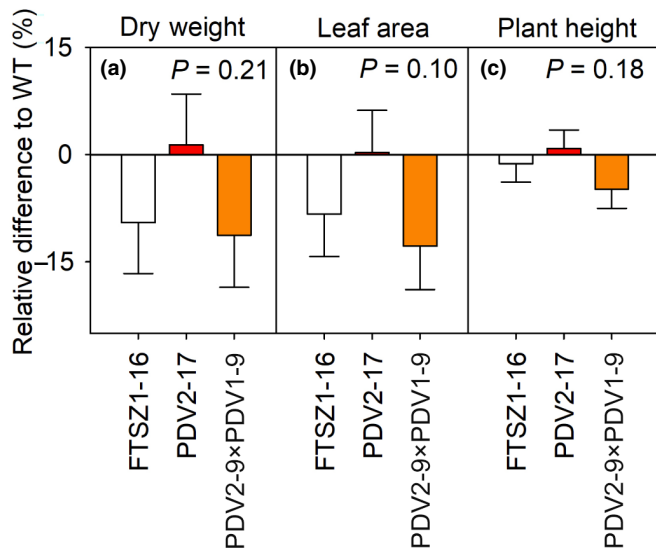 Dry weight
Leaf area
Plant height
Relative difference to WT (%)
15
0
−15
(a)
P = 0.21
(b)
P = 0.10
(c)
P = 0.18
FTSZ1-16
PDV2-17
PDV2-9×PDV1-9
FTSZ1-16
PDV2-17
PDV2-9×PDV1-9
FTSZ1-16
PDV2-17
PDV2-9×PDV1-9